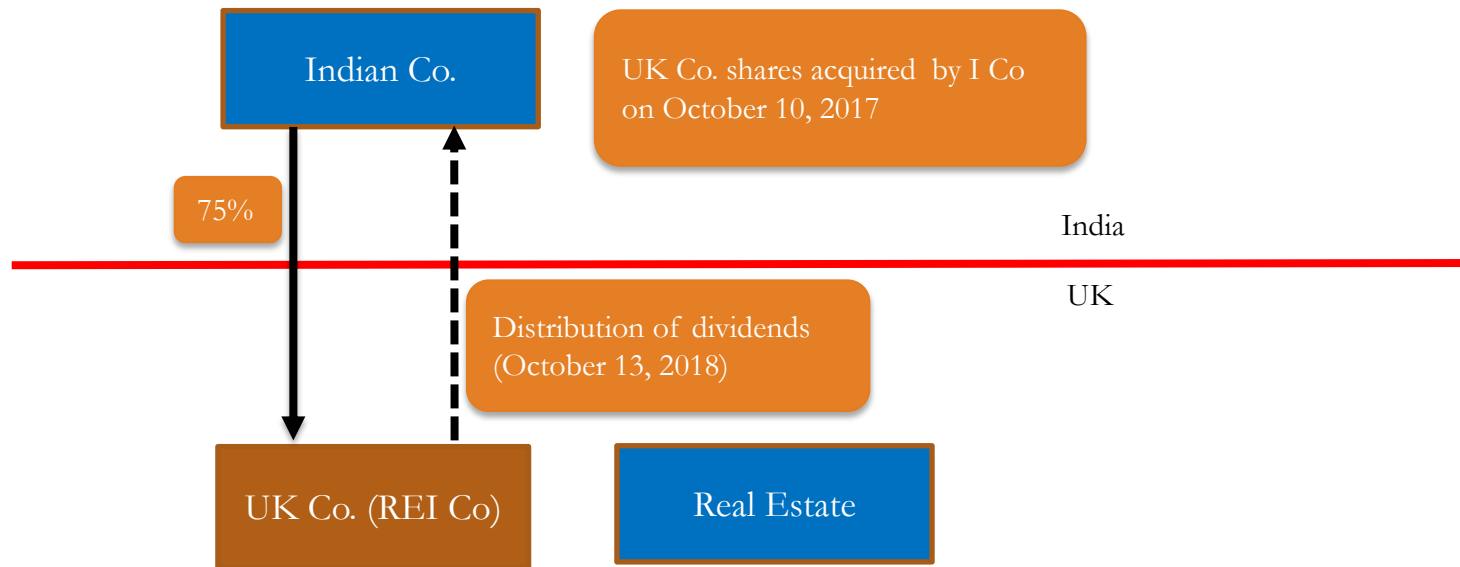 Indian Co.
UK Co. shares acquired by I Co
on October 10, 2017
75%
India
UK
Distribution of dividends
(October 13, 2018)
UK Co. (REI Co)
Real Estate